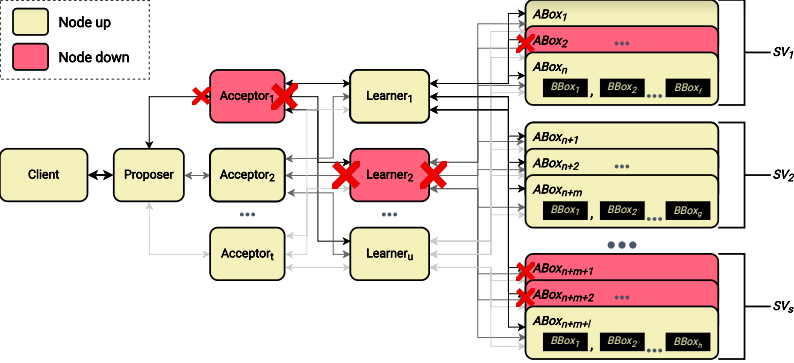 Node up
Node down
Client
Proposer
Acceptor1
Acceptor2
...
Acceptort
Learner1
Learner2
...
Learneru
ABox1
ABox2 ...
ABoxn
BBox1 , BBox2 ... BBoxf
SV1
ABoxn+1
ABoxn+2 ...
ABoxn+m
BBox1 , BBox2 ... BBoxg
SV2
...
ABoxn+m+1
ABoxn+m+2 ...
ABoxn+m+l
BBox1 , BBox2 ... BBoxh
SVs